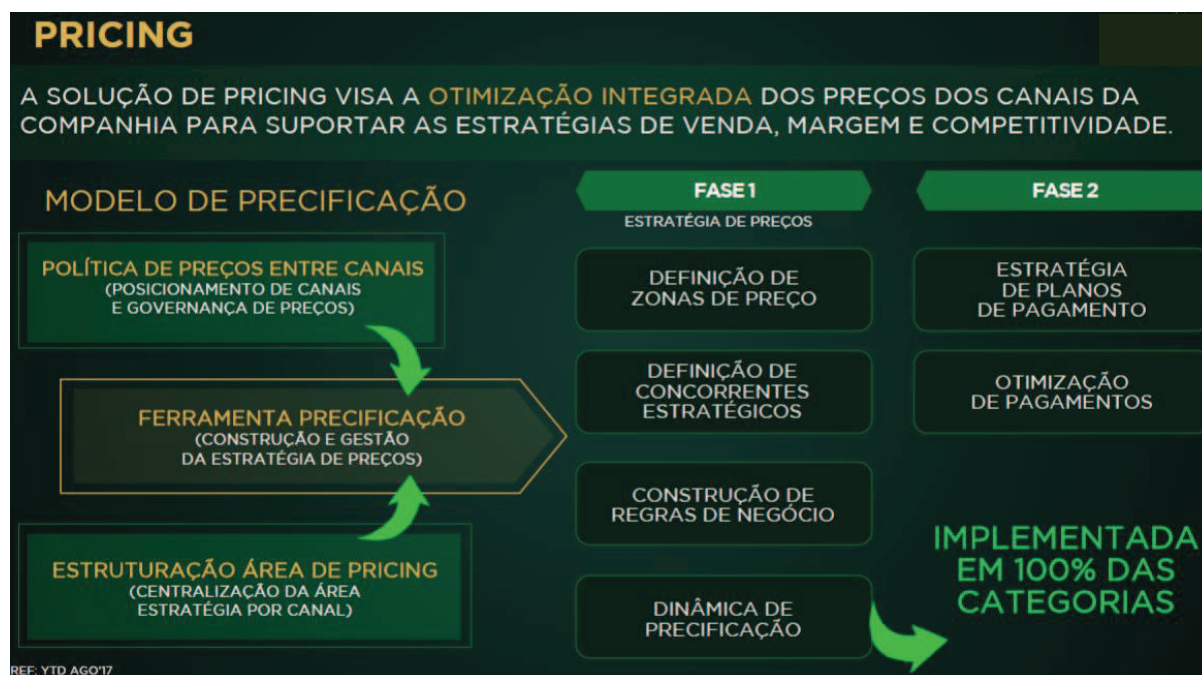 PRICING
A SOLUÇÃO DE PRICING VISA A OTIMIZAÇÃO INTEGRADA DOS PREÇOS DOS CANAIS DA
COMPANHIA PARA SUPORTAR AS ESTRATÉGIAS DE VENDA, MARGEM E COMPETITIVIDADE.
MODELO DE PRECIFICAÇÃO
POLÍTICA DE PREÇOS ENTRE CANAIS
(POSICIONAMENTO DE CANAIS
E GOVERNANÇA DE PREÇOS)
FERRAMENTA PRECIFICAÇÃO
(CONSTRUÇÃO E GESTÃO
DA ESTRATÉGIA DE PREÇOS)
ESTRUTURAÇÃO ÁREA DE PRICING
(CENTRALIZAÇÃO DA ÁREA
ESTRATÉGIA POR CANAL)
FASE 1
ESTRATÉGIA DE PREÇOS
DEFINIÇÃO DE
ZONAS DE PREÇO
DEFINIÇÃO DE
CONCORRENTES
ESTRATÉGICOS
CONSTRUÇÃO DE
REGRAS DE NEGÓCIO
DINÂMICA DE
PRECIFICAÇÃO
FASE 2
ESTRATÉGIA
DE PLANOS
DE PAGAMENTO
OTIMIZAÇÃO
DE PAGAMENTOS
IMPLEMENTADA
EM 100% DAS
CATEGORIAS
REF: YTD AGO'17